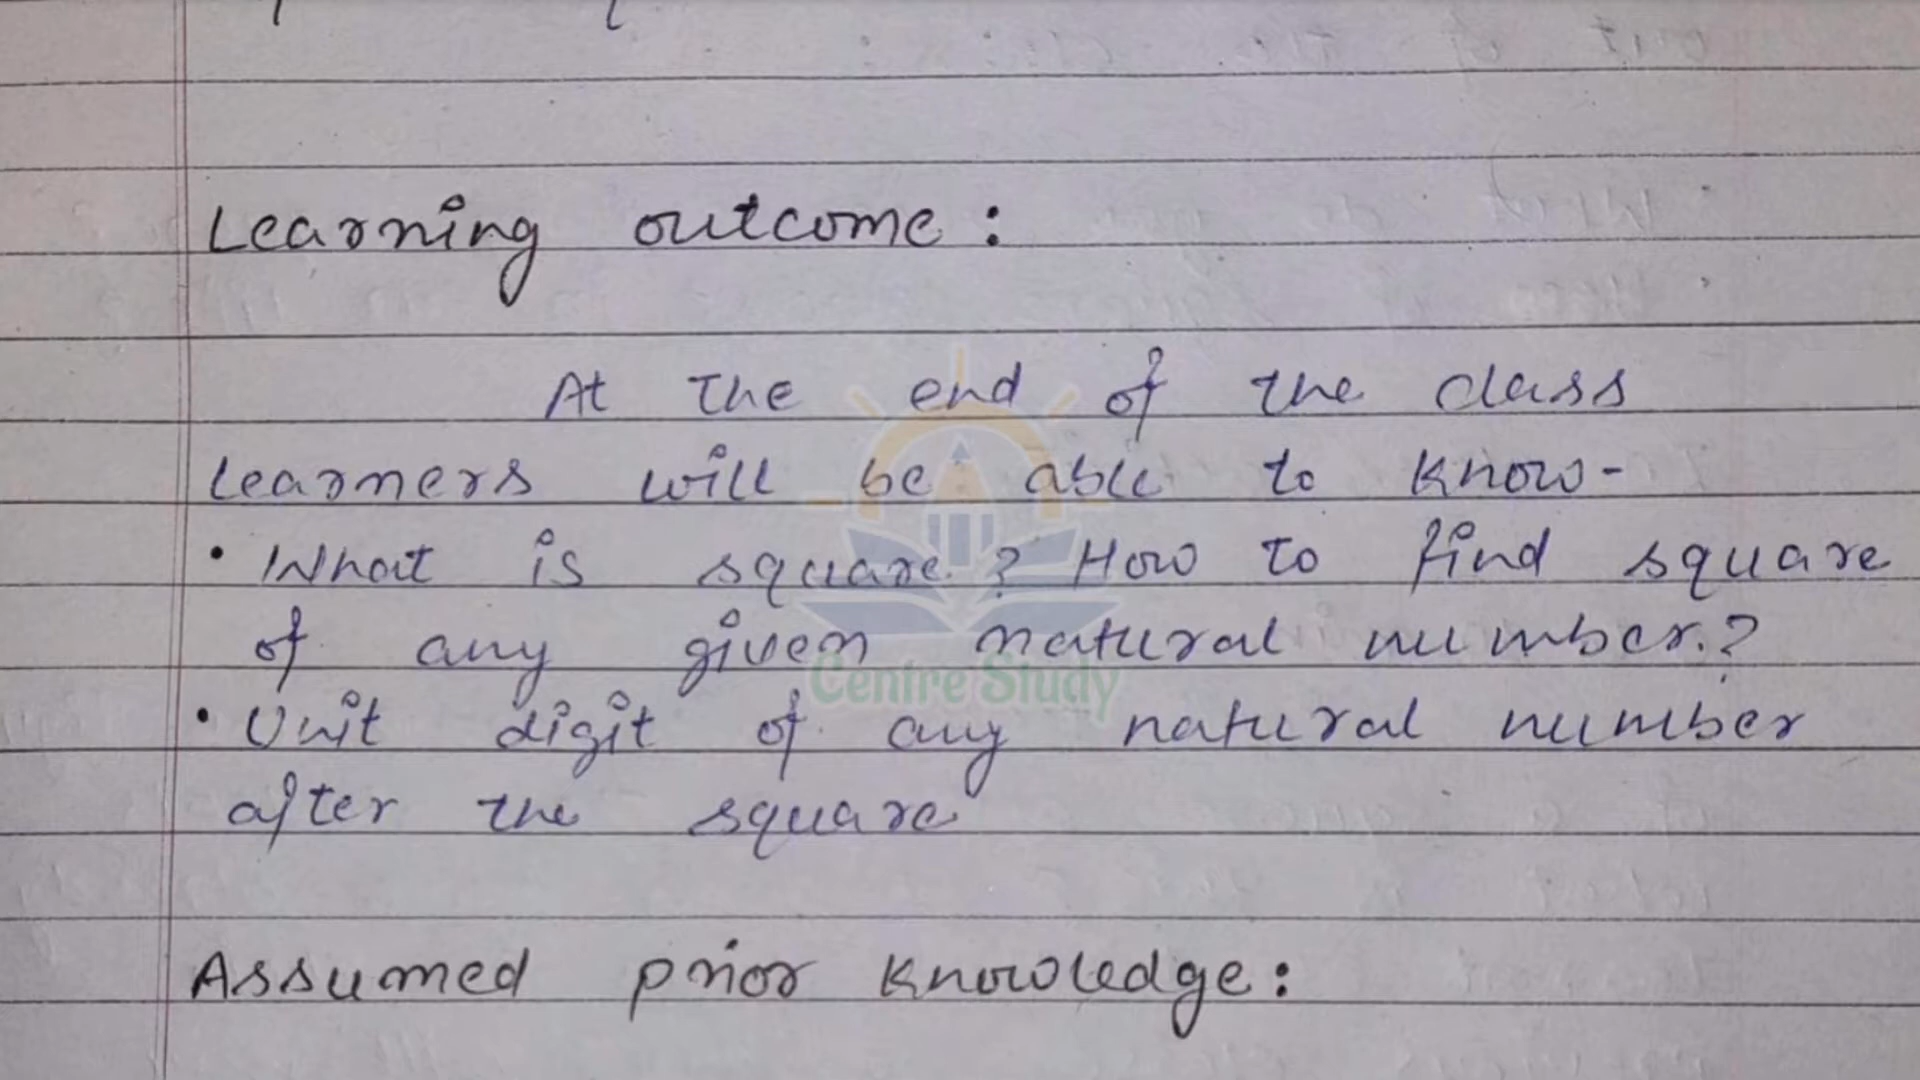 Learning outcome :
At the end of the class
learners will be able to know-
• What is square ? How to find square
of any given natural number.?
Centre Study
• Unit digit of any natural number
after the square
Assumed prior knowledge :